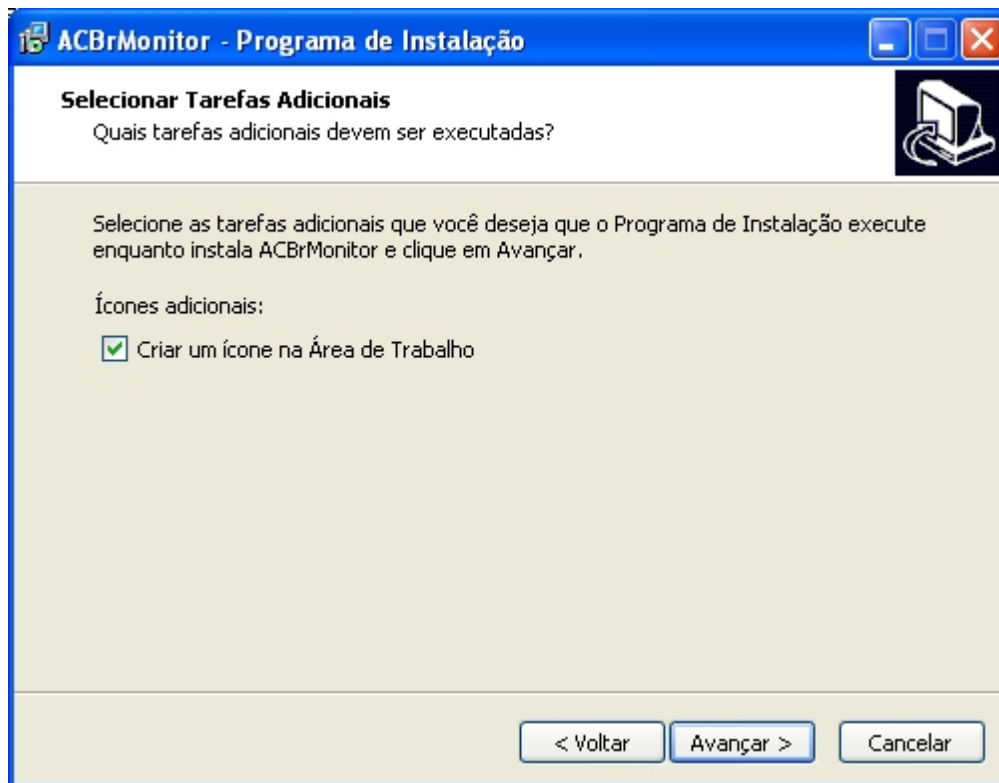 ACBrMonitor - Programa de Instalação
Selecionar Tarefas Adicionais
Quais tarefas adicionais devem ser executadas?
Selecione as tarefas adicionais que você deseja que o Programa de Instalação execute
enquanto instala ACBrMonitor e clique em Avançar.
Ícones adicionais:
Criar um ícone na Área de Trabalho
< Voltar
Avançar >
Cancelar